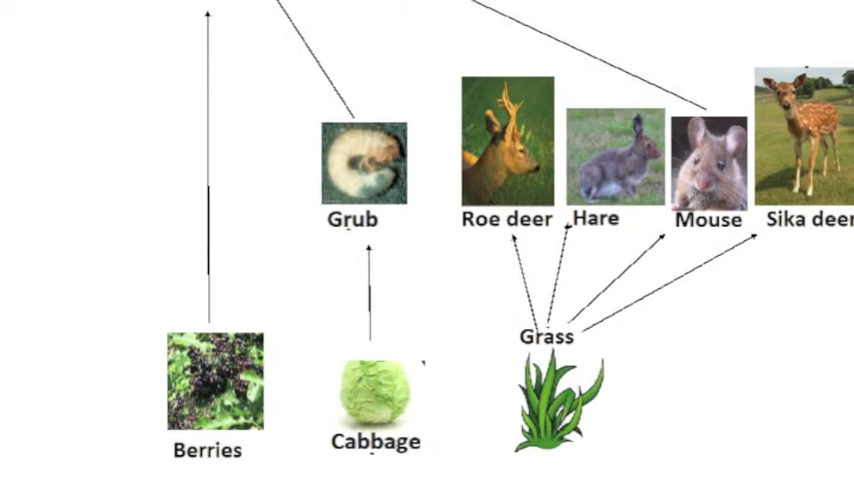 Grub
Roe deer
Hare
Mouse
Sika deer
Grass
Berries
Cabbage